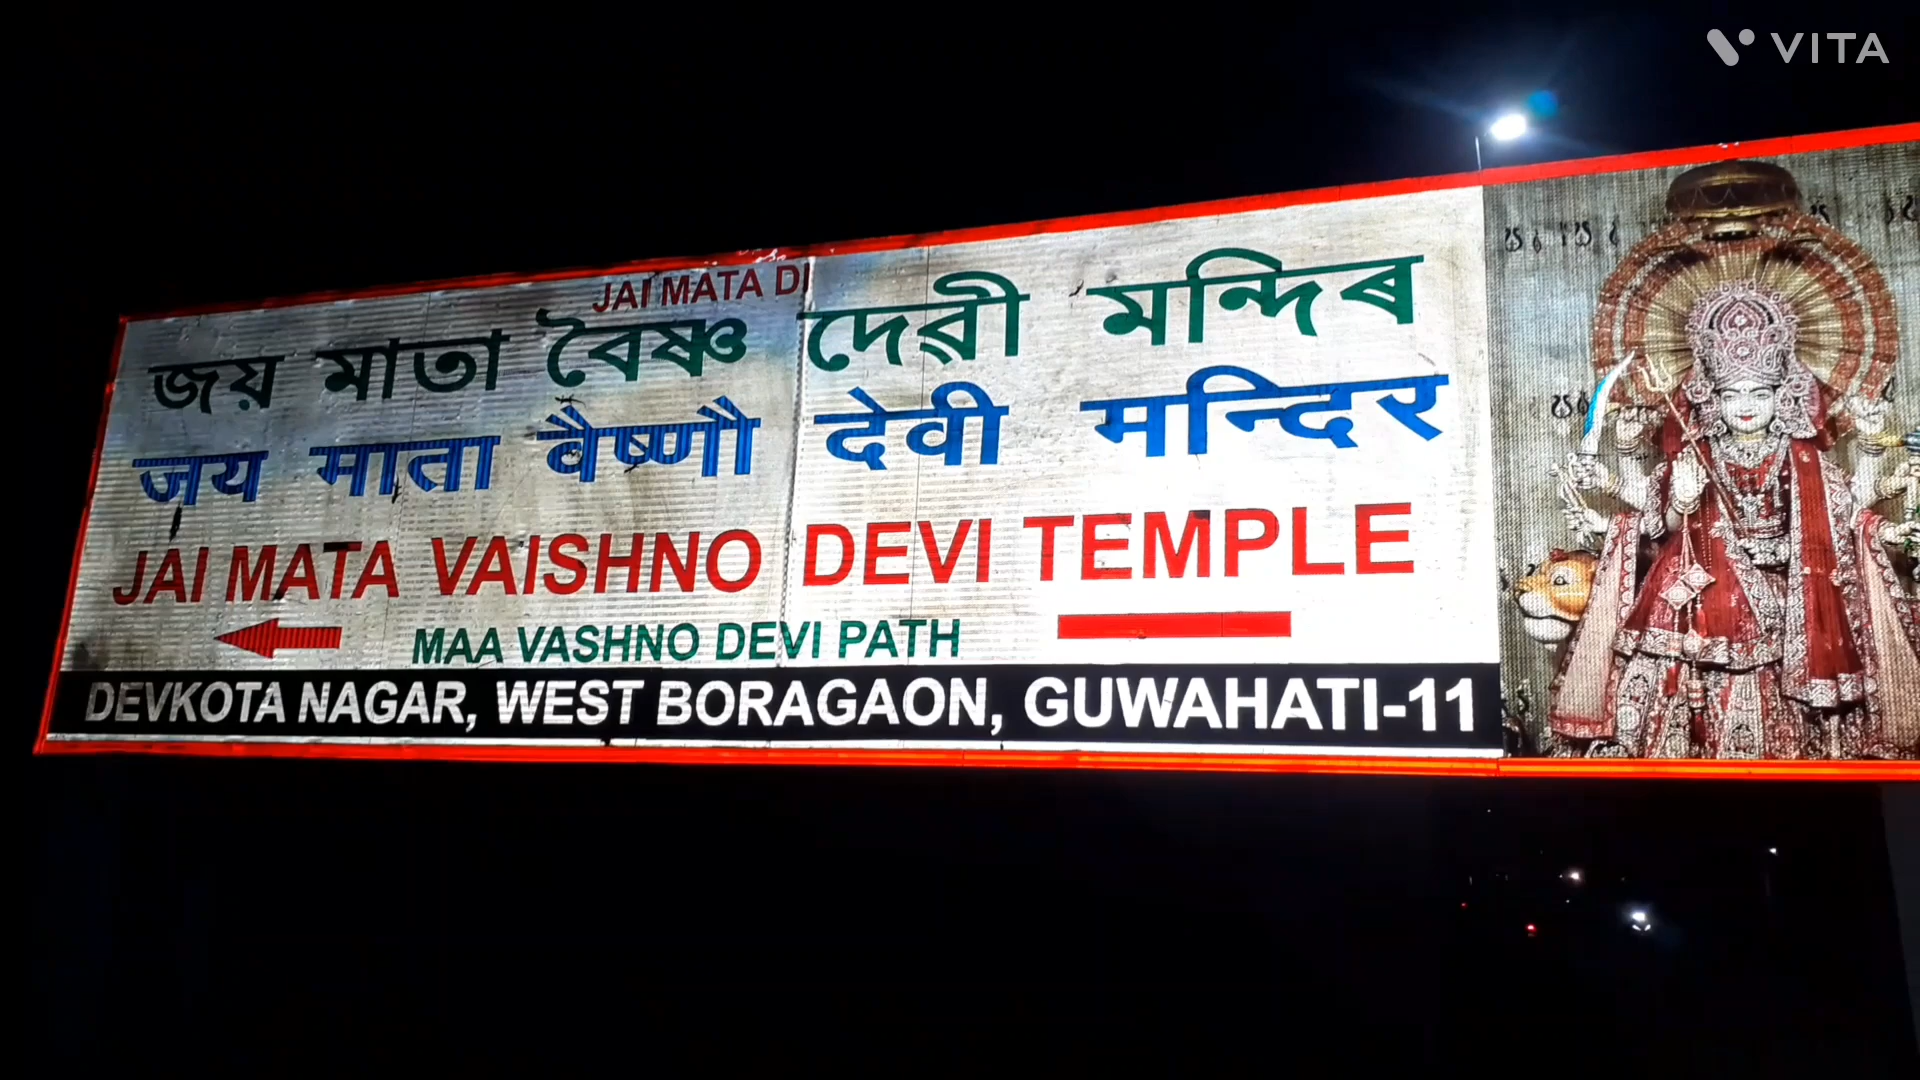 VITA
JAI MATA DI
জয় মাতা বৈষ্ণ দেৱী মন্দিৰ
जय माता वैष्णौ देवी मन्दिर
JAI MATA VAISHNO DEVI TEMPLE
MAA VASHNO DEVI PATH
DEVKOTA NAGAR, WEST BORAGAON, GUWAHATI-11